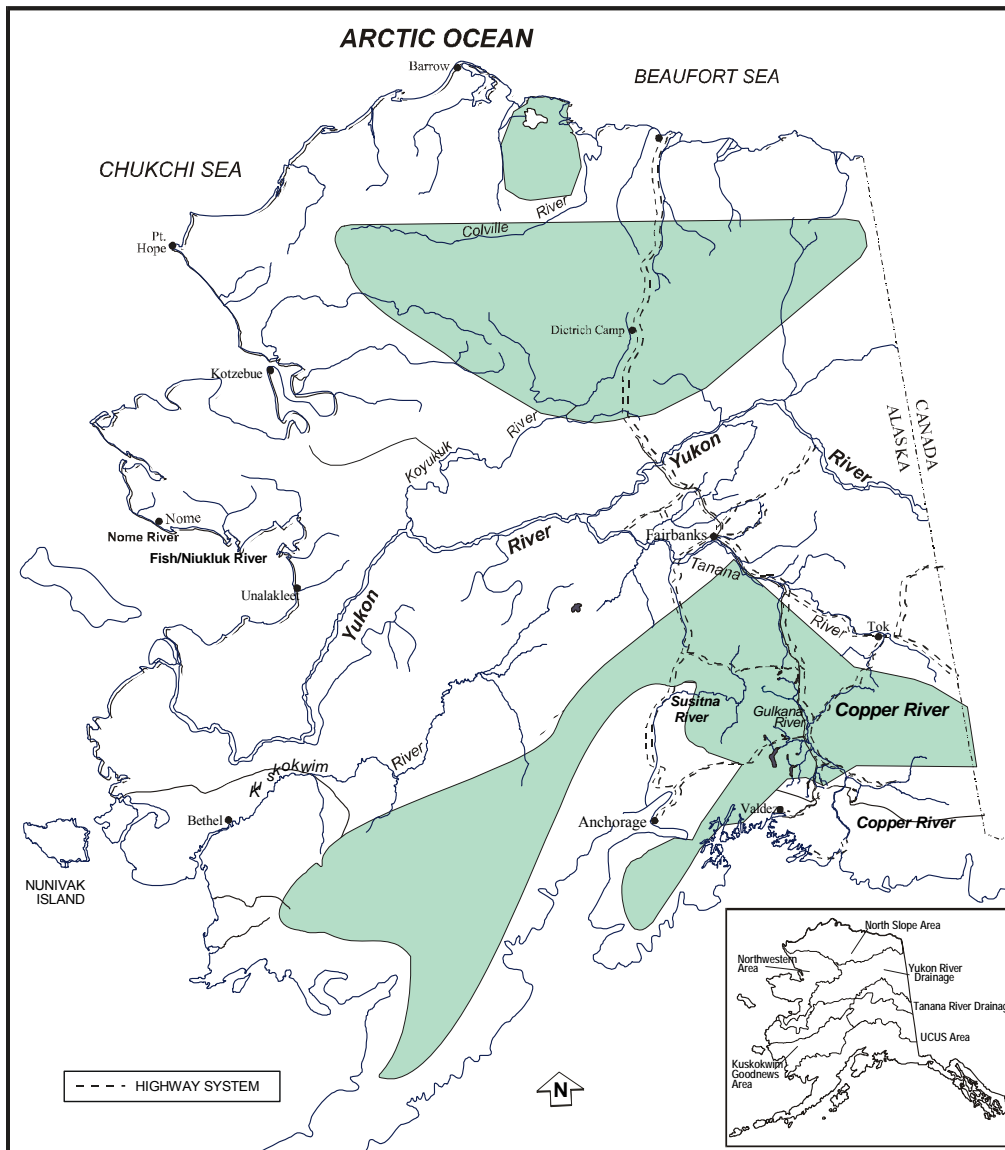 ARCTIC OCEAN
Barrow
BEAUFORT SEA
CHUKCHI SEA
Pt.
Hope
River
Colville
Dietrich Camp
Kotzebue
CANADA
ALASKA
River
Koyukuk
Yukon
River
Nome
Nome River
Fish/Niukluk River
River
Fairbanks
Tanana
Unalakleet
Yukon
River
Tok
Susitna
River
Gulkana
River
Copper River
Kuskokwim
River
Bethel
Anchorage
Valdez
Copper River
NUNIVAK
ISLAND
North Slope Area
Northwestern
Area
Yukon River
Drainage
Tanana River Drainage
UCUS Area
Kuskokwim
Goodnews
Area
HIGHWAY SYSTEM
N